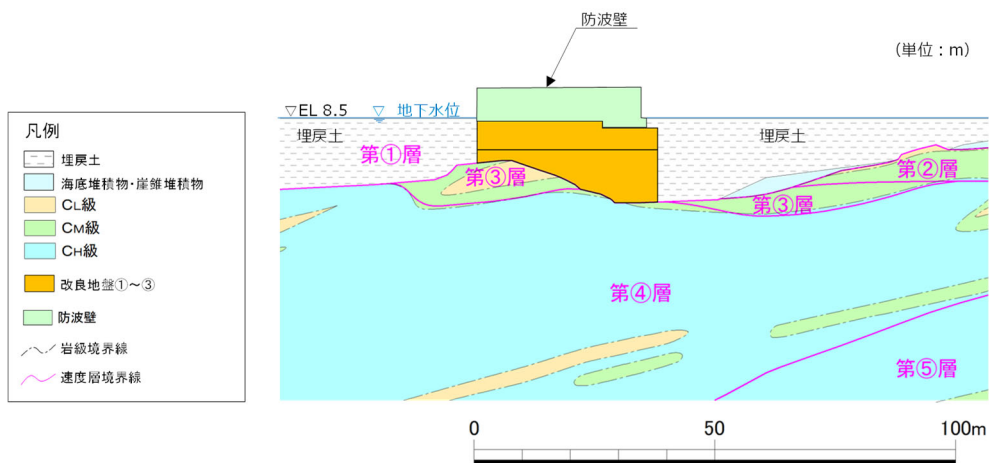 防波壁
(単位：m)
▽EL 8.5
▽ 地下水位
埋戻土
埋戻土
第①層
第③層
第②層
第③層
第④層
第⑤層
凡例
埋戻土
海底堆積物・崖錐堆積物
CL級
CM級
CH級
改良地盤①～③
防波壁
岩級境界線
速度層境界線
0
50
100m